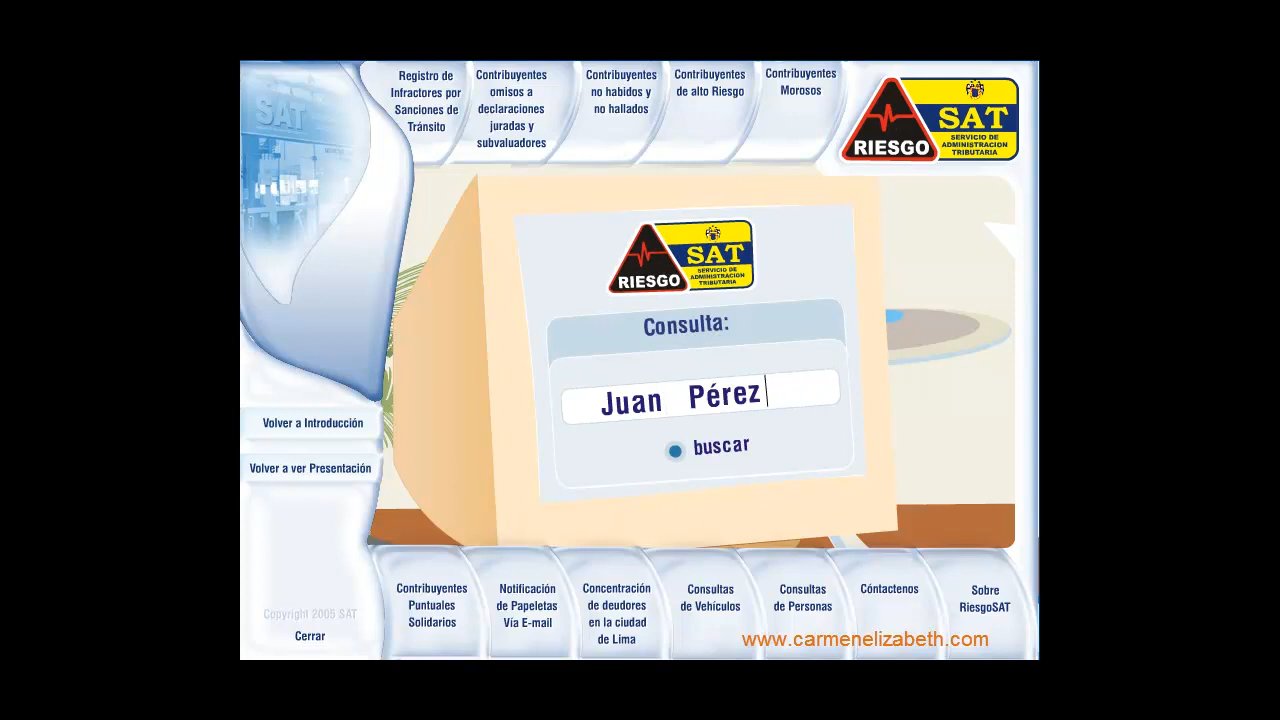 SAT
Registro de
Infractores por
Sanciones de
Tránsito
Contribuyentes
omisos a
declaraciones
juradas y
subvaluadores
Contribuyentes
no habidos y
no hallados
Contribuyentes
de alto Riesgo
Contribuyentes
Morosos
RIESGO
SAT
SERVICIO DE
ADMINISTRACION
TRIBUTARIA
RIESGO
SAT
SERVICIO DE
ADMINISTRACION
TRIBUTARIA
Consulta:
Juan Pérez
buscar
Volver a Introducción
Volver a ver Presentación
Copyright 2005 SAT
Cerrar
Contribuyentes
Puntuales
Solidarios
Notificación
de Papeletas
Vía E-mail
Concentración
de deudores
en la ciudad
de Lima
Consultas
de Vehículos
Consultas
de Personas
Cóntactenos
Sobre
RiesgoSAT
www.carmenelizabeth.com